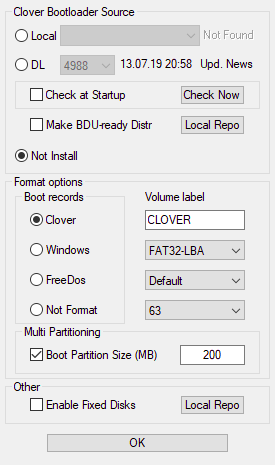 Clover Bootloader Source
Local Not Found
DL 4988 13.07.19 20:58 Upd. News
Check at Startup Check Now
Make BDU-ready Distr Local Repo
Not Install
Format options
Boot records Volume label
Clover CLOVER
Windows FAT32-LBA
FreeDos Default
Not Format 63
Multi Partitioning
Boot Partition Size (MB) 200
Other
Enable Fixed Disks Local Repo
OK